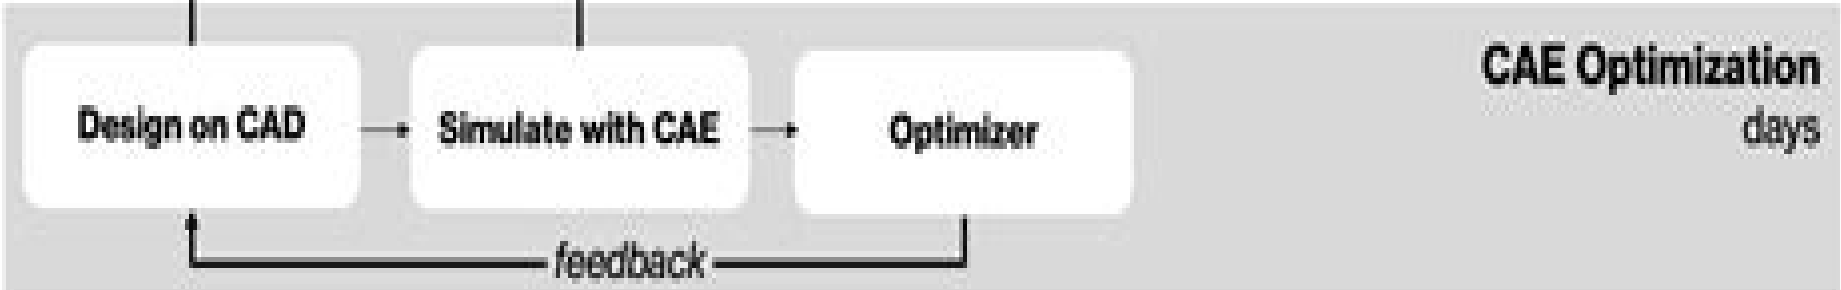 Design on CAD
Simulate with CAE
Optimizer
CAE Optimization
days
feedback